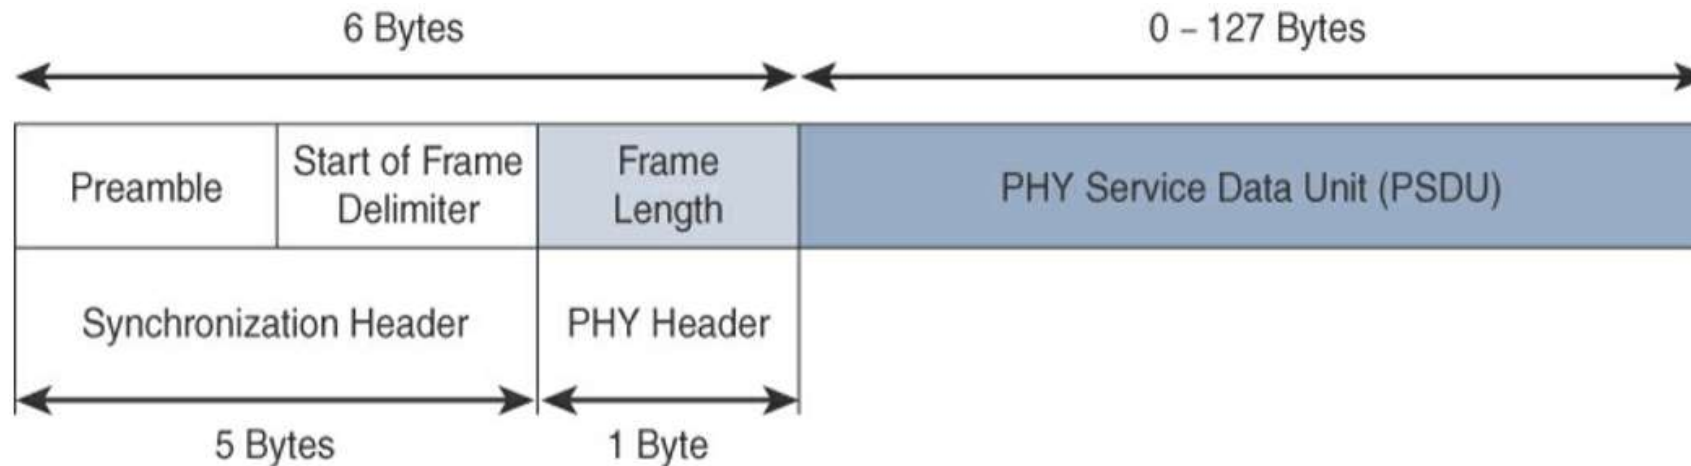 6 Bytes
0 – 127 Bytes
Preamble
Start of Frame
Delimiter
Frame
Length
PHY Service Data Unit (PSDU)
Synchronization Header
PHY Header
5 Bytes
1 Byte